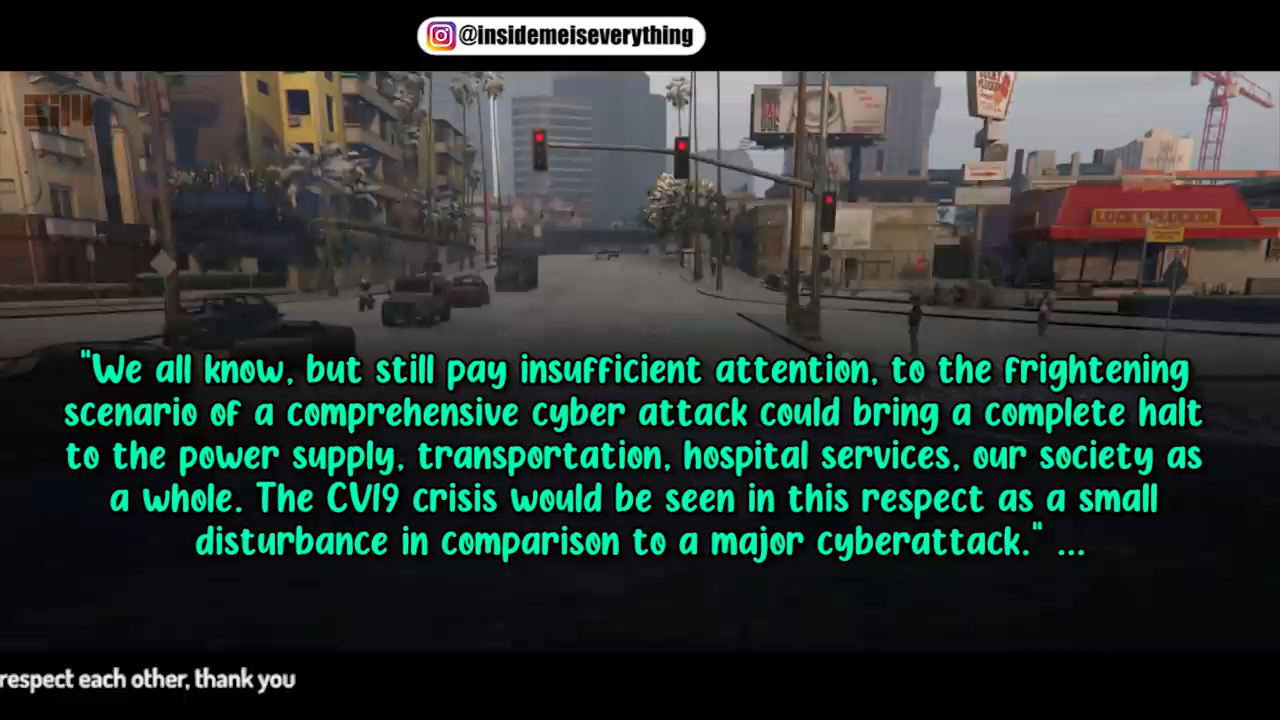 @insidemeiseverything
LUCKY PLUCKER
"We all know, but still pay insufficient attention, to the frightening
scenario of a comprehensive cyber attack could bring a complete halt
to the power supply, transportation, hospital services, our society as
a whole. The CV19 crisis would be seen in this respect as a small
disturbance in comparison to a major cyberattack." ...
respect each other, thank you